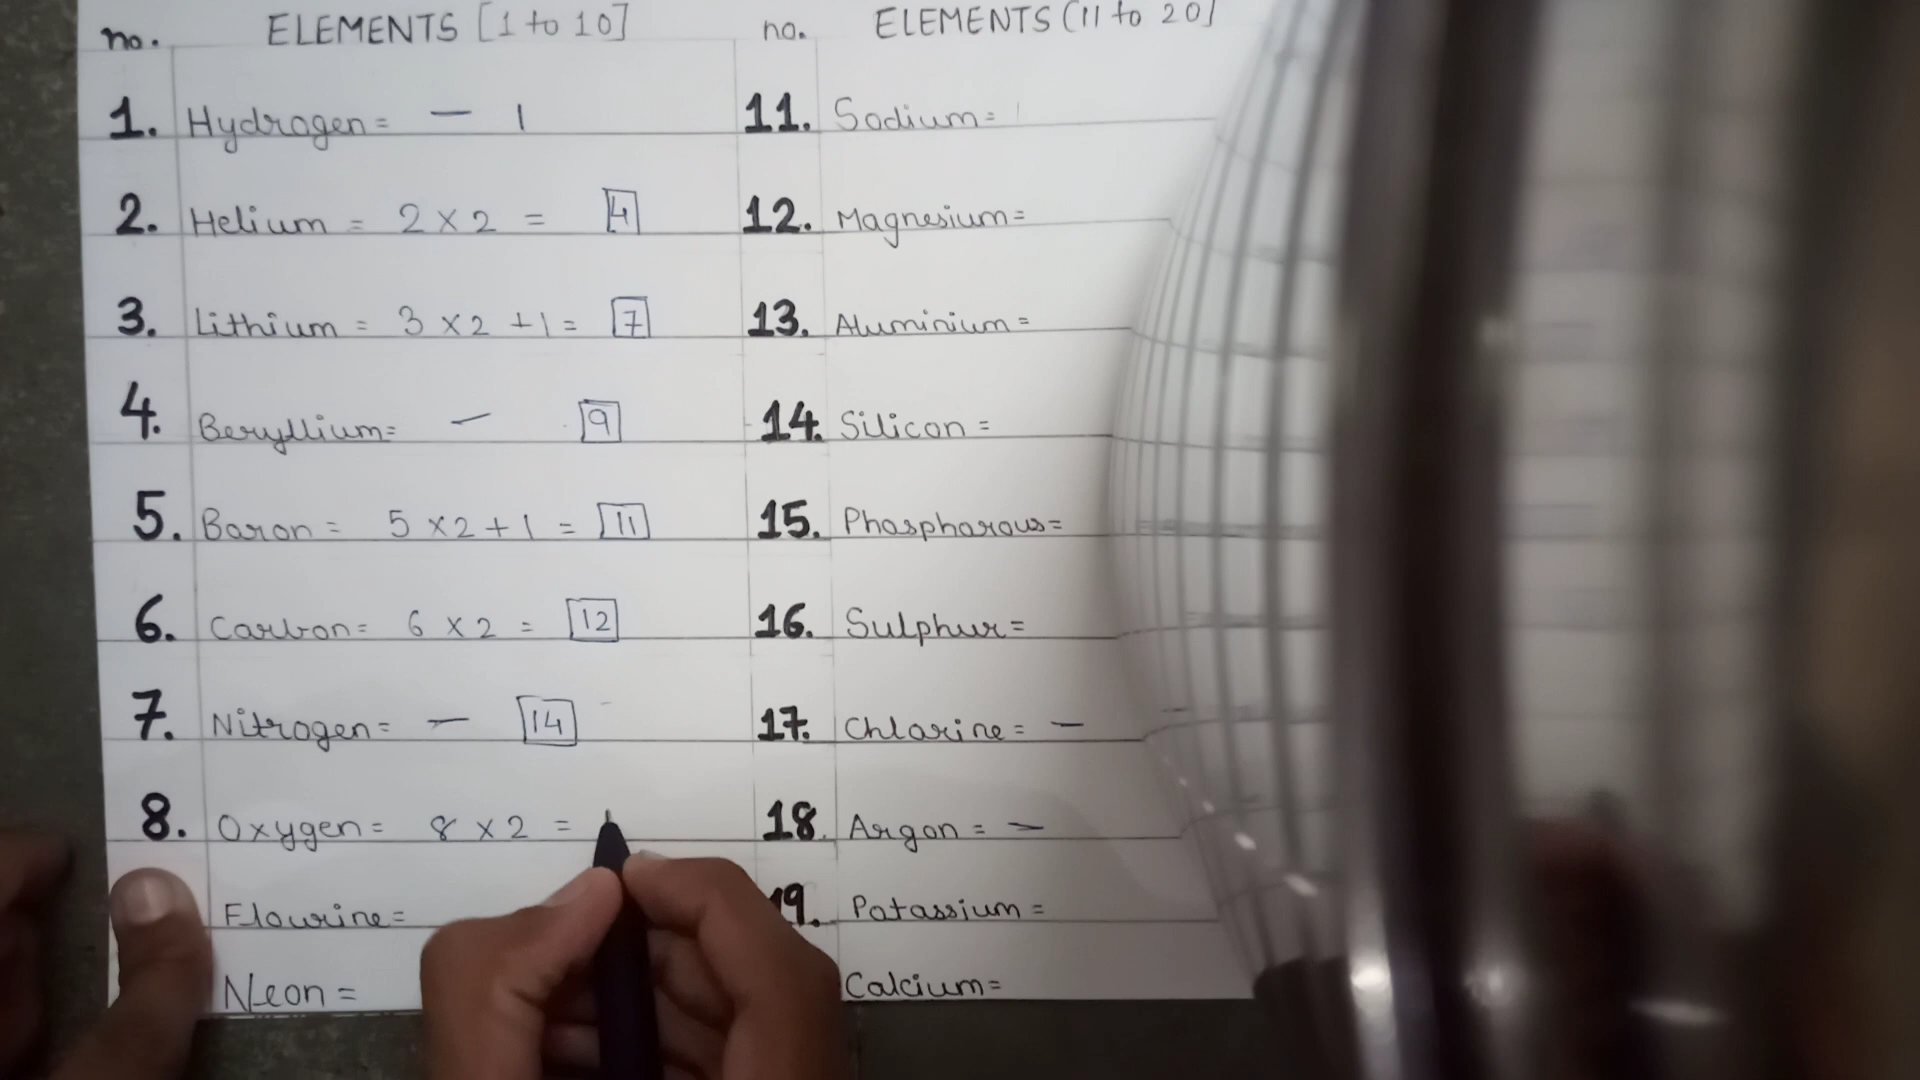 no. ELEMENTS [1 to 10]
1. Hydrogen = — 1
2. Helium = 2 x 2 = 4
3. Lithium = 3 x 2 + 1 = 7
4. Beryllium= — 9
5. Boron = 5 x 2 + 1 = 11
6. Carbon= 6 x 2 = 12
7. Nitrogen= — 14
8. Oxygen= 8 x 2 =
Flourine=
Neon =
no. ELEMENTS (11 to 20]
11. Sodium=
12. Magnesium=
13. Aluminium=
14. Silicon =
15. Phosphorous=
16. Sulphur=
17. Chlorine = —
18. Argon = —
19. Potassium =
Calcium=